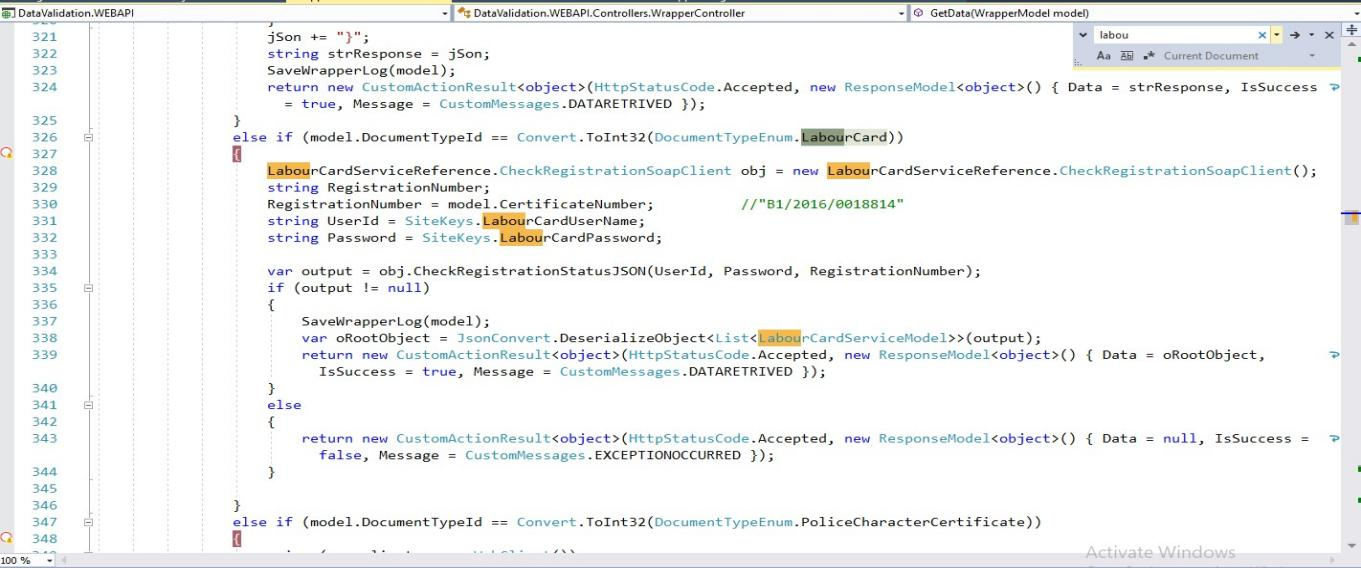 DataValidation.WEBAPI
DataValidation.WEBAPI.Controllers.WrapperController
GetData(WrapperModel model)
labou
Aa Abl .* Current Document
321 jSon += "}";
322 string strResponse = jSon;
323 SaveWrapperLog(model);
324 return new CustomActionResult<object>(HttpStatusCode.Accepted, new ResponseModel<object>() { Data = strResponse, IsSuccess
= true, Message = CustomMessages.DATARETRIVED });
325 }
326 else if (model.DocumentTypeId == Convert.ToInt32(DocumentTypeEnum.LabourCard))
327 {
328 LabourCardServiceReference.CheckRegistrationSoapClient obj = new LabourCardServiceReference.CheckRegistrationSoapClient();
329 string RegistrationNumber;
330 RegistrationNumber = model.CertificateNumber; //"B1/2016/0018814"
331 string UserId = SiteKeys.LabourCardUserName;
332 string Password = SiteKeys.LabourCardPassword;
333
334 var output = obj.CheckRegistrationStatusJSON(UserId, Password, RegistrationNumber);
335 if (output != null)
336 {
337 SaveWrapperLog(model);
338 var oRootObject = JsonConvert.DeserializeObject<List<LabourCardServiceModel>>(output);
339 return new CustomActionResult<object>(HttpStatusCode.Accepted, new ResponseModel<object>() { Data = oRootObject,
IsSuccess = true, Message = CustomMessages.DATARETRIVED });
340 }
341 else
342 {
343 return new CustomActionResult<object>(HttpStatusCode.Accepted, new ResponseModel<object>() { Data = null, IsSuccess =
false, Message = CustomMessages.EXCEPTIONOCCURRED });
344 }
345
346 }
347 else if (model.DocumentTypeId == Convert.ToInt32(DocumentTypeEnum.PoliceCharacterCertificate))
348 {
100 %
Activate Windows